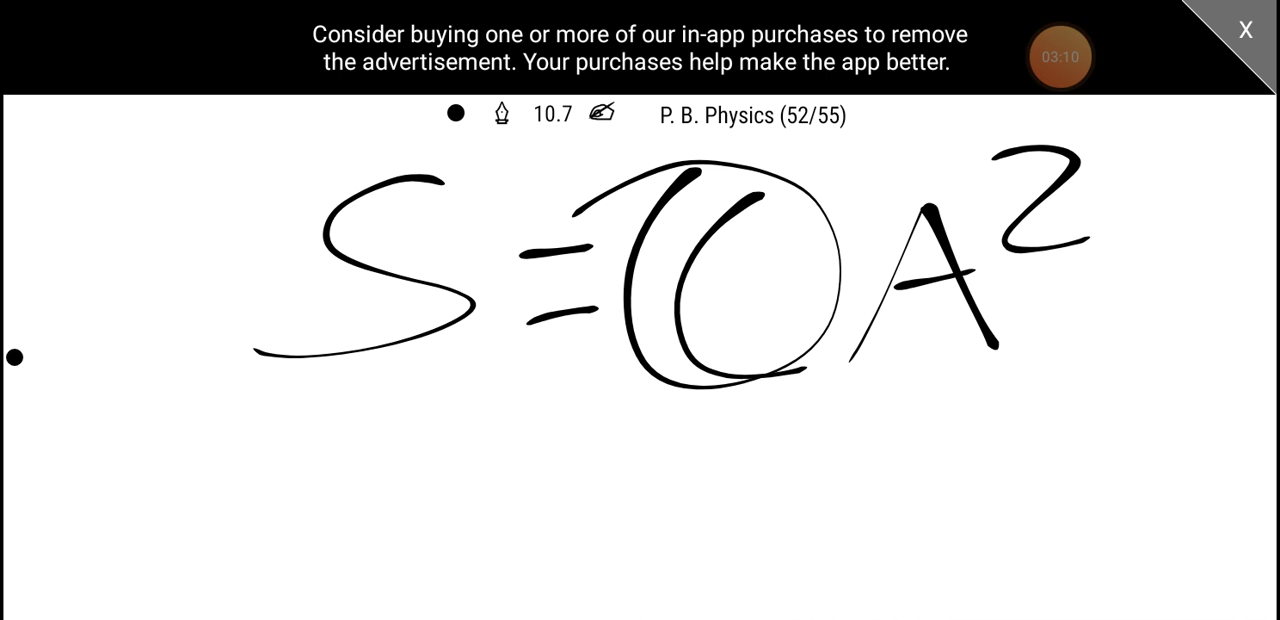 Consider buying one or more of our in-app purchases to remove
the advertisement. Your purchases help make the app better.
03:10
X
10.7 P. B. Physics (52/55)
S = C A²